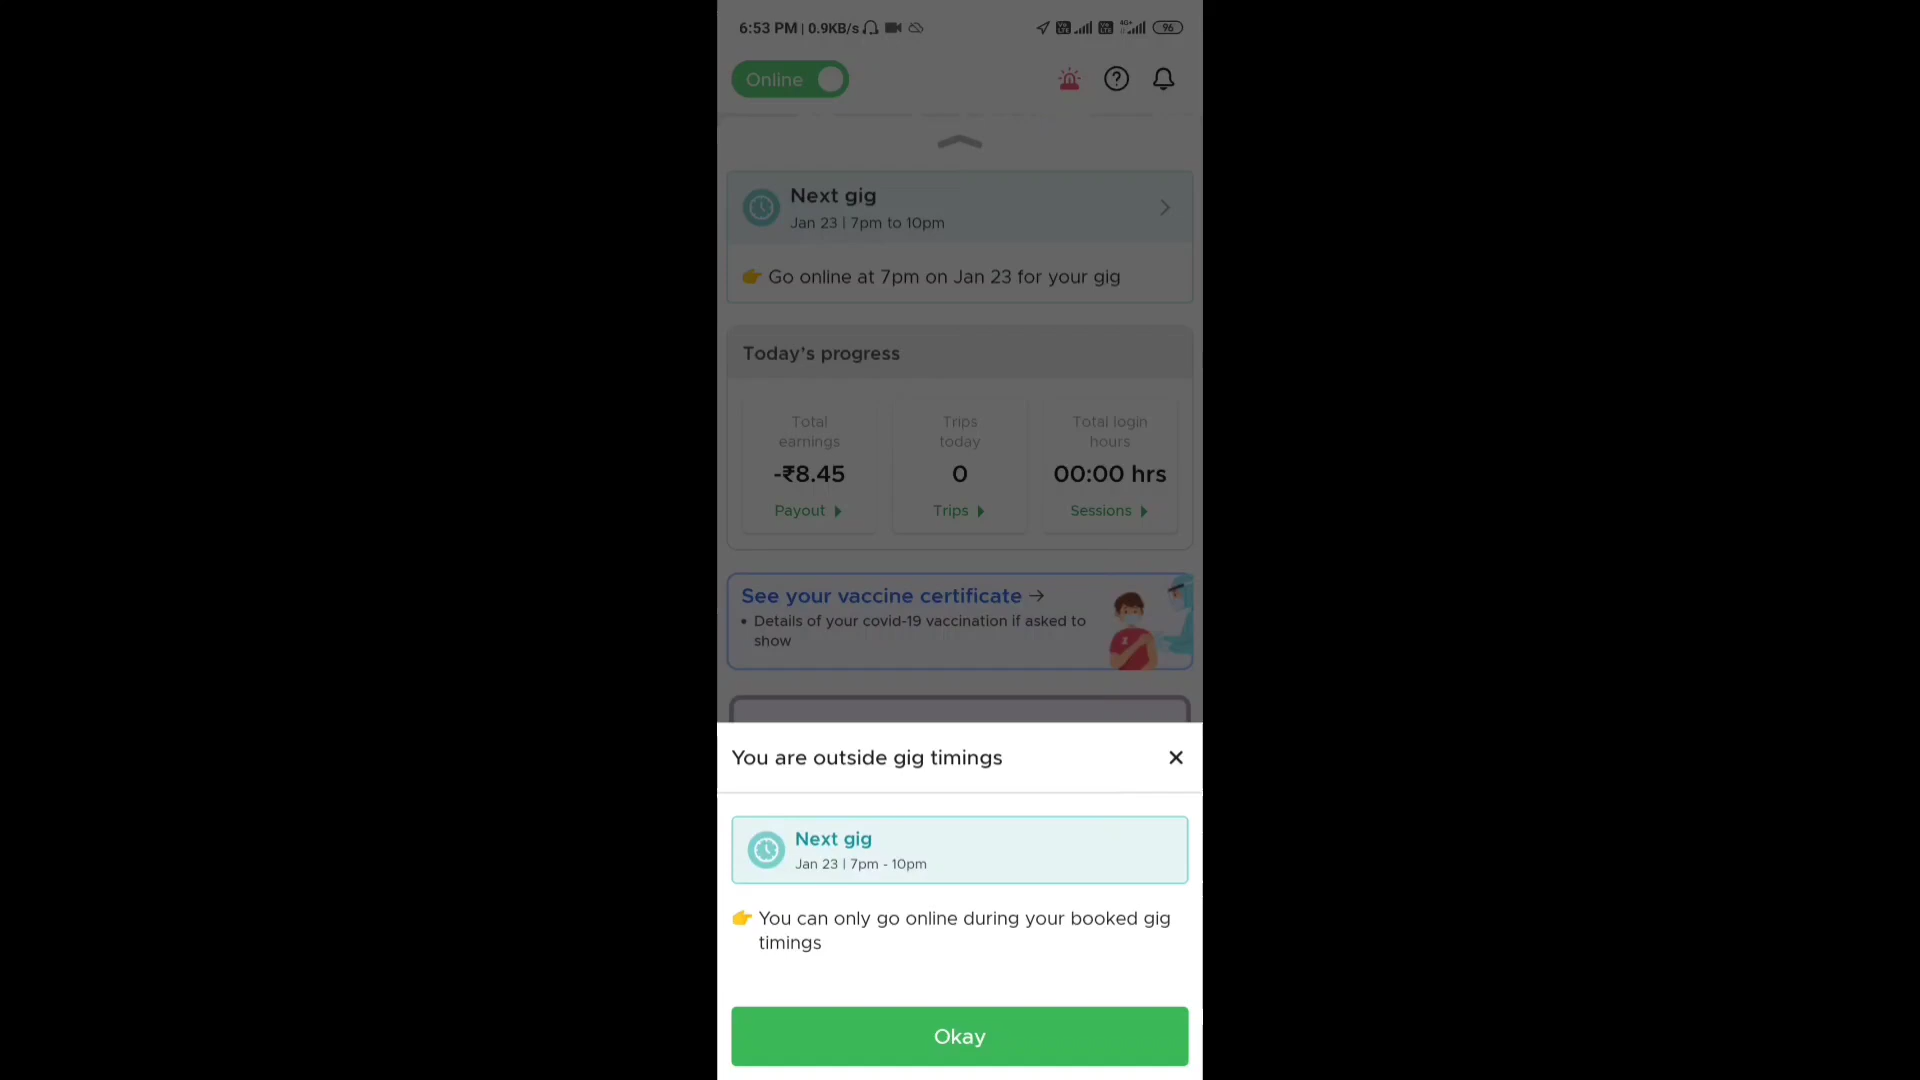 6:53 PM | 0.9KB/s
4G+
96
Online
Next gig
Jan 23 | 7pm to 10pm
👉 Go online at 7pm on Jan 23 for your gig
Today's progress
Total earnings
-₹8.45
Payout
Trips today
0
Trips
Total login hours
00:00 hrs
Sessions
See your vaccine certificate →
• Details of your covid-19 vaccination if asked to
show
You are outside gig timings
Next gig
Jan 23 | 7pm - 10pm
👉 You can only go online during your booked gig
timings
Okay